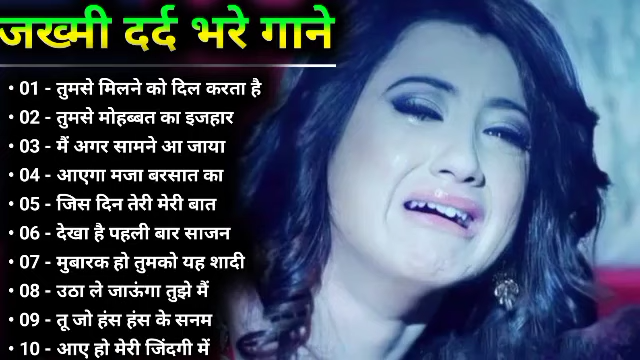 जख्मी दर्द भरे गाने
• 01 - तुमसे मिलने को दिल करता है
• 02 - तुमसे मोहब्बत का इजहार
• 03 - मैं अगर सामने आ जाया
• 04 - आएगा मजा बरसात का
• 05 - जिस दिन तेरी मेरी बात
• 06 - देखा है पहली बार साजन
• 07 - मुबारक हो तुमको यह शादी
• 08 - उठा ले जाऊंगा तुझे मैं
• 09 - तू जो हंस हंस के सनम
• 10 - आए हो मेरी जिंदगी में